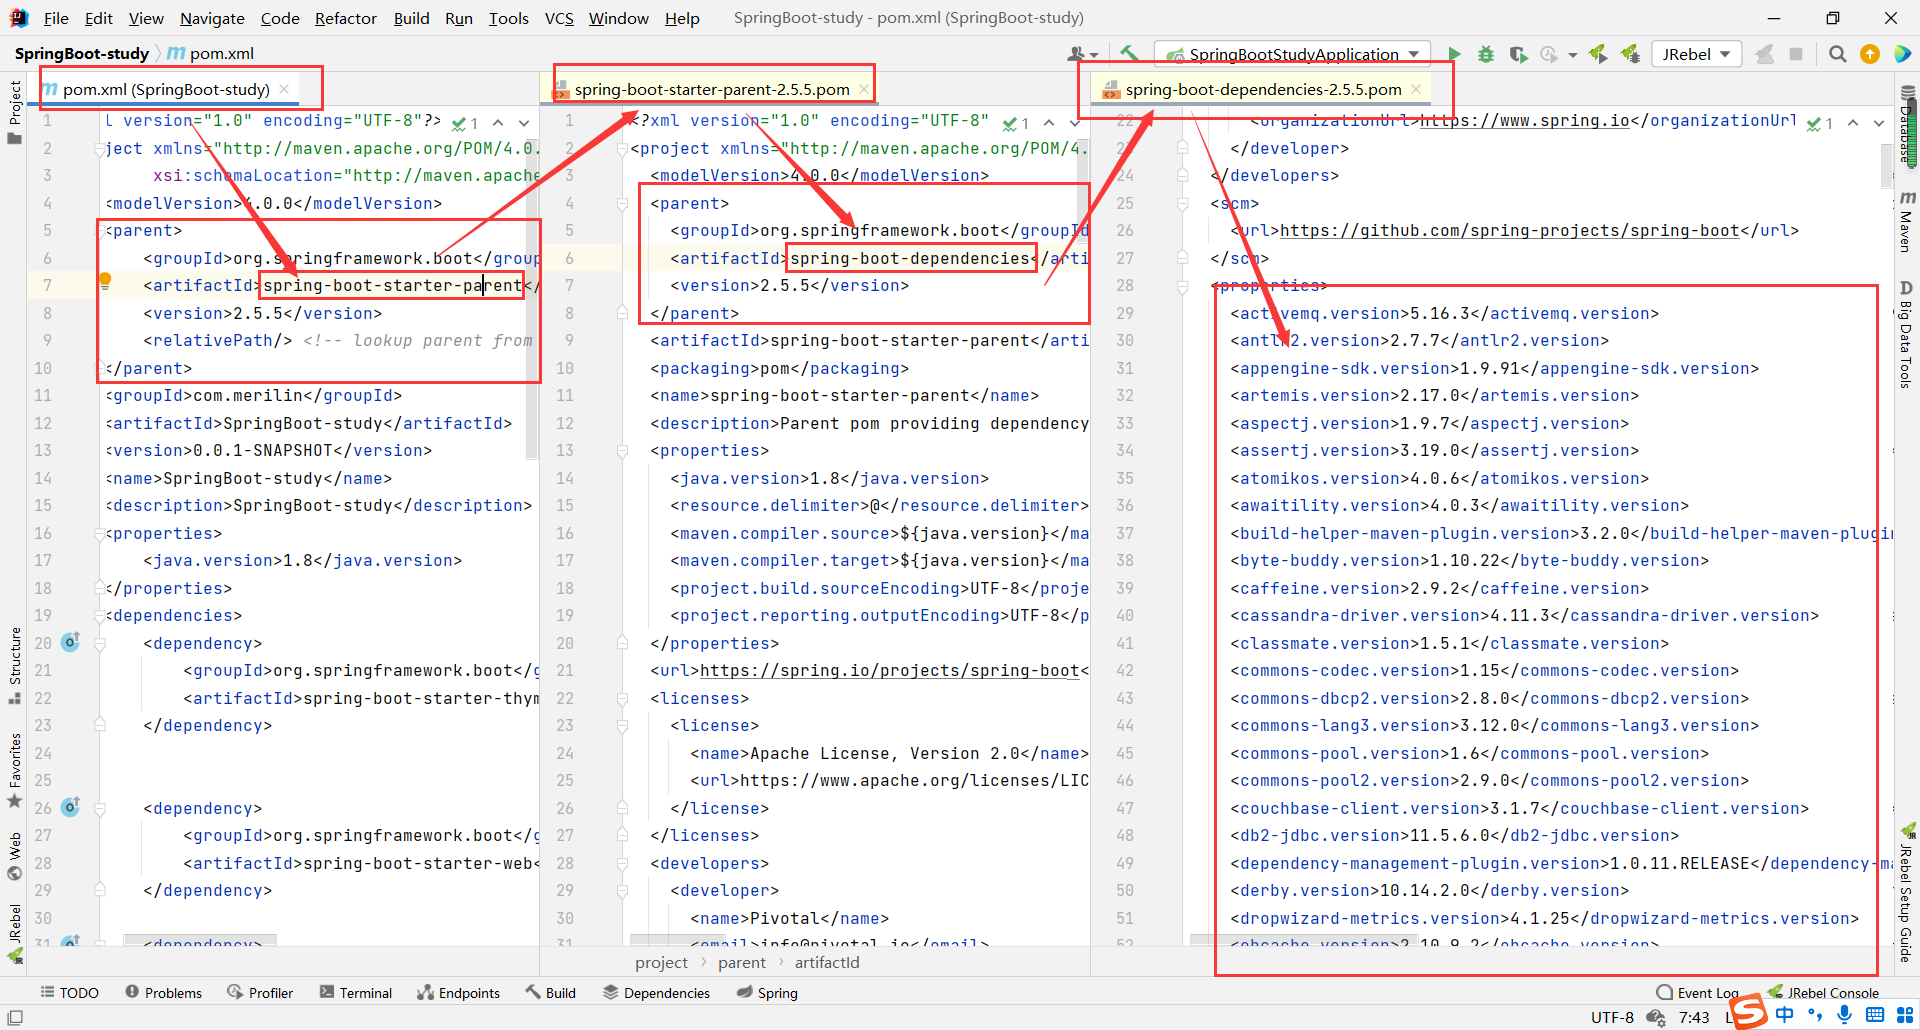 File Edit View Navigate Code Refactor Build Run Tools VCS Window Help SpringBoot-study - pom.xml (SpringBoot-study)
SpringBoot-study pom.xml SpringBootStudyApplication JRebel
pom.xml (SpringBoot-study)
1 l version="1.0" encoding="UTF-8"?> 1
2 ject xmlns="http://maven.apache.org/POM/4.0.
3 xsi:schemaLocation="http://maven.apache
4 <modelVersion>4.0.0</modelVersion>
5 <parent>
6 <groupId>org.springframework.boot</group
7 <artifactId>spring-boot-starter-parent</
8 <version>2.5.5</version>
9 <relativePath/> <!-- lookup parent from
10 </parent>
11 <groupId>com.merilin</groupId>
12 <artifactId>SpringBoot-study</artifactId>
13 <version>0.0.1-SNAPSHOT</version>
14 <name>SpringBoot-study</name>
15 <description>SpringBoot-study</description>
16 <properties>
17 <java.version>1.8</java.version>
18 </properties>
19 <dependencies>
20 <dependency>
21 <groupId>org.springframework.boot</g
22 <artifactId>spring-boot-starter-thym
23 </dependency>
24
25
26 <dependency>
27 <groupId>org.springframework.boot</g
28 <artifactId>spring-boot-starter-web<
29 </dependency>
30
31 <dependency>
spring-boot-starter-parent-2.5.5.pom
1 <?xml version="1.0" encoding="UTF-8" 1
2 <project xmlns="http://maven.apache.org/POM/4.
3 <modelVersion>4.0.0</modelVersion>
4 <parent>
5 <groupId>org.springframework.boot</groupId
6 <artifactId>spring-boot-dependencies</arti
7 <version>2.5.5</version>
8 </parent>
9 <artifactId>spring-boot-starter-parent</arti
10 <packaging>pom</packaging>
11 <name>spring-boot-starter-parent</name>
12 <description>Parent pom providing dependency
13 <properties>
14 <java.version>1.8</java.version>
15 <resource.delimiter>@</resource.delimiter>
16 <maven.compiler.source>${java.version}</ma
17 <maven.compiler.target>${java.version}</ma
18 <project.build.sourceEncoding>UTF-8</proje
19 <project.reporting.outputEncoding>UTF-8</p
20 </properties>
21 <url>https://spring.io/projects/spring-boot<
22 <licenses>
23 <license>
24 <name>Apache License, Version 2.0</name>
25 <url>https://www.apache.org/licenses/LIC
26 </license>
27 </licenses>
28 <developers>
29 <developer>
30 <name>Pivotal</name>
31 <email>info@pivotal.io</email>
project parent artifactId
spring-boot-dependencies-2.5.5.pom
22 <organizationUrl>https://www.spring.io</organizationUrl 1
23 </developer>
24 </developers>
25 <scm>
26 <url>https://github.com/spring-projects/spring-boot</url>
27 </scm>
28 <properties>
29 <activemq.version>5.16.3</activemq.version>
30 <antlr2.version>2.7.7</antlr2.version>
31 <appengine-sdk.version>1.9.91</appengine-sdk.version>
32 <artemis.version>2.17.0</artemis.version>
33 <aspectj.version>1.9.7</aspectj.version>
34 <assertj.version>3.19.0</assertj.version>
35 <atomikos.version>4.0.6</atomikos.version>
36 <awaitility.version>4.0.3</awaitility.version>
37 <build-helper-maven-plugin.version>3.2.0</build-helper-maven-plugin
38 <byte-buddy.version>1.10.22</byte-buddy.version>
39 <caffeine.version>2.9.2</caffeine.version>
40 <cassandra-driver.version>4.11.3</cassandra-driver.version>
41 <classmate.version>1.5.1</classmate.version>
42 <commons-codec.version>1.15</commons-codec.version>
43 <commons-dbcp2.version>2.8.0</commons-dbcp2.version>
44 <commons-lang3.version>3.12.0</commons-lang3.version>
45 <commons-pool.version>1.6</commons-pool.version>
46 <commons-pool2.version>2.9.0</commons-pool2.version>
47 <couchbase-client.version>3.1.7</couchbase-client.version>
48 <db2-jdbc.version>11.5.6.0</db2-jdbc.version>
49 <dependency-management-plugin.version>1.0.11.RELEASE</dependency-ma
50 <derby.version>10.14.2.0</derby.version>
51 <dropwizard-metrics.version>4.1.25</dropwizard-metrics.version>
52 <ehcache.version>2.10.9.2</ehcache.version>
Project
Structure
Favorites
Web
JRebel
Database
Maven
Big Data Tools
JRebel Setup Guide
TODO Problems Profiler Terminal Endpoints Build Dependencies Spring Event Log JRebel Console
UTF-8 7:43 L 中